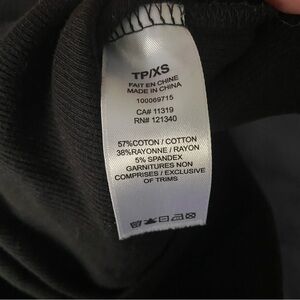 TP/XS
FAIT EN CHINE
MADE IN CHINA
100069715
CA# 11319
RN# 121340
57%COTON / COTTON
38%RAYONNE / RAYON
5% SPANDEX
GARNITURES NON
COMPRISES / EXCLUSIVE
OF TRIMS